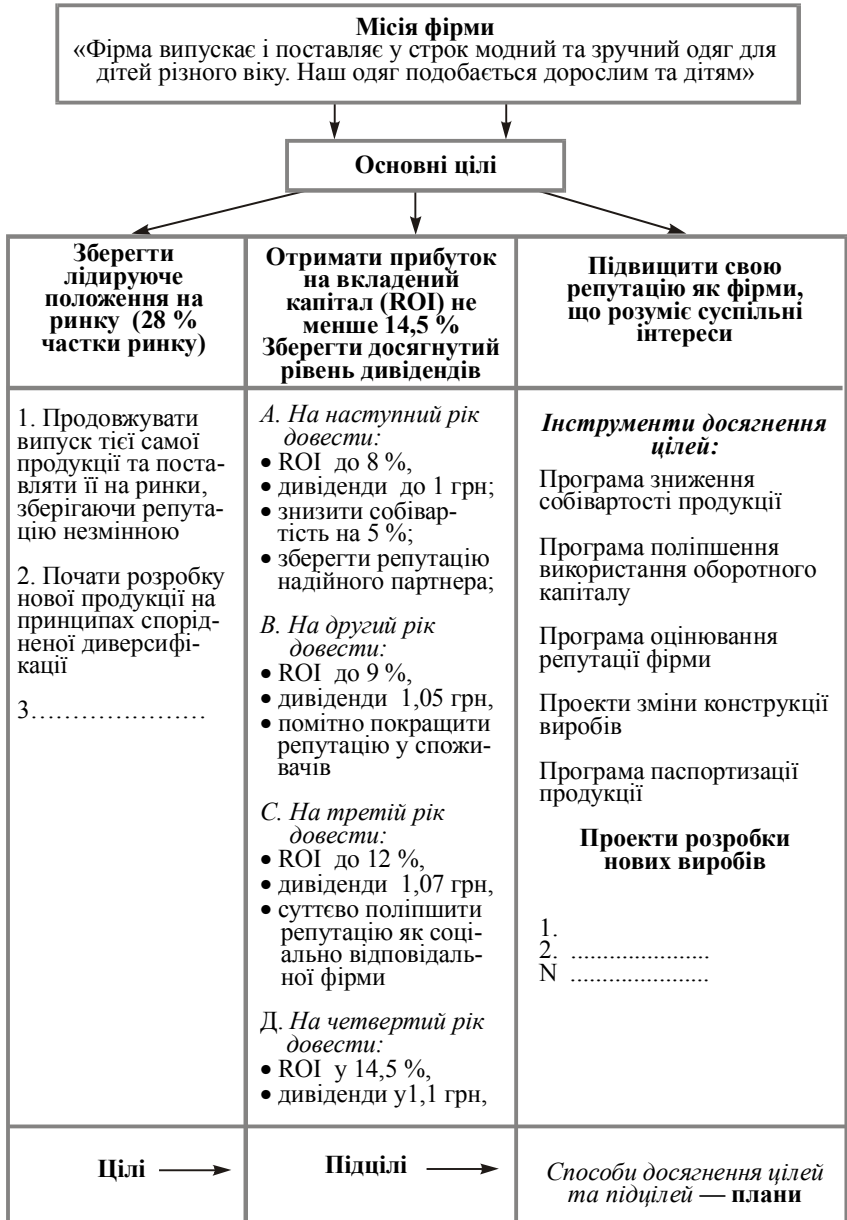 Місія фірми
«Фірма випускає і поставляє у строк модний та зручний одяг для
дітей різного віку. Наш одяг подобається дорослим та дітям»
Основні цілі
Зберегти
лідируюче
положення на
ринку (28 %
частки ринку)
Отримати прибуток
на вкладений
капітал (ROI) не
менше 14,5 %
Зберегти досягнутий
рівень дивідендів
Підвищити свою
репутацію як фірми,
що розуміє суспільні
інтереси
1. Продовжувати
випуск тієї самої
продукції та поста-
вляти її на ринки,
зберігаючи репута-
цію незмінною
2. Почати розробку
нової продукції на
принципах спорід-
неної диверсифі-
кації
3.......................
А. На наступний рік
довести:
• ROI до 8 %,
• дивіденди до 1 грн;
• знизити собівар-
тість на 5 %;
• зберегти репутацію
надійного партнера;
В. На другий рік
довести:
• ROI до 9 %,
• дивіденди 1,05 грн,
• помітно покращити
репутацію у спожи-
вачів
С. На третій рік
довести:
• ROI до 12 %,
• дивіденди 1,07 грн,
• суттєво поліпшити
репутацію як соці-
ально відповідаль-
ної фірми
Д. На четвертий рік
довести:
• ROI у 14,5 %,
• дивіденди у1,1 грн,
Інструменти досягнення
цілей:
Програма зниження
собівартості продукції
Програма поліпшення
використання оборотного
капіталу
Програма оцінювання
репутації фірми
Проекти зміни конструкції
виробів
Програма паспортизації
продукції
Проекти розробки
нових виробів
1.
2. ......................
N ......................
Цілі
Підцілі
Способи досягнення цілей
та підцілей — плани